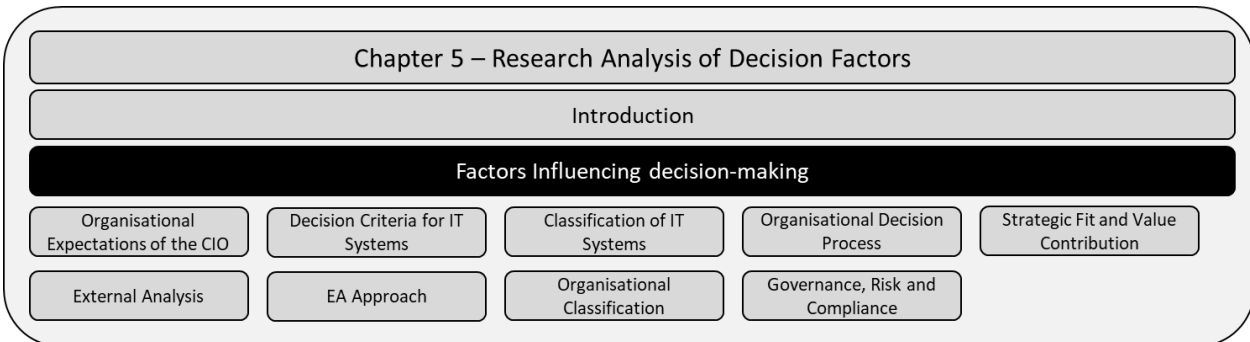 Chapter 5 – Research Analysis of Decision Factors
Introduction
Factors Influencing decision-making
Organisational
Expectations of the CIO
Decision Criteria for IT
Systems
Classification of IT
Systems
Organisational Decision
Process
Strategic Fit and Value
Contribution
External Analysis
EA Approach
Organisational
Classification
Governance, Risk and
Compliance